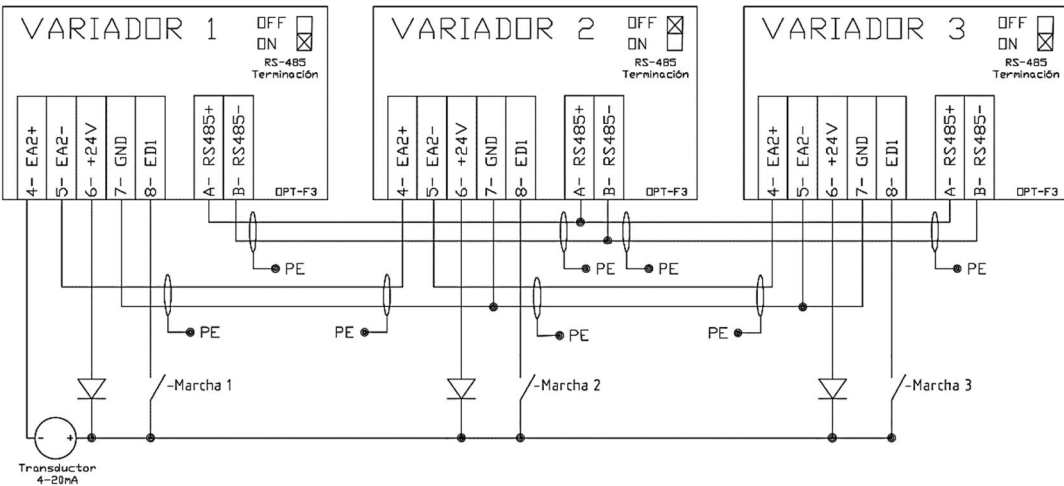 VARIADOR 1
OFF
ON
RS-485
Terminación
4- EA2+
5- EA2-
6- +24V
7- GND
8- ED1
A- RS485+
B- RS485-
OPT-F3
VARIADOR 2
OFF
ON
RS-485
Terminación
4- EA2+
5- EA2-
6- +24V
7- GND
8- ED1
A- RS485+
B- RS485-
OPT-F3
VARIADOR 3
OFF
ON
RS-485
Terminación
4- EA2+
5- EA2-
6- +24V
7- GND
8- ED1
A- RS485+
B- RS485-
OPT-F3
PE
PE
PE
PE
PE
PE
PE
PE
-Marcha 1
-Marcha 2
-Marcha 3
- +
Transductor
4-20mA